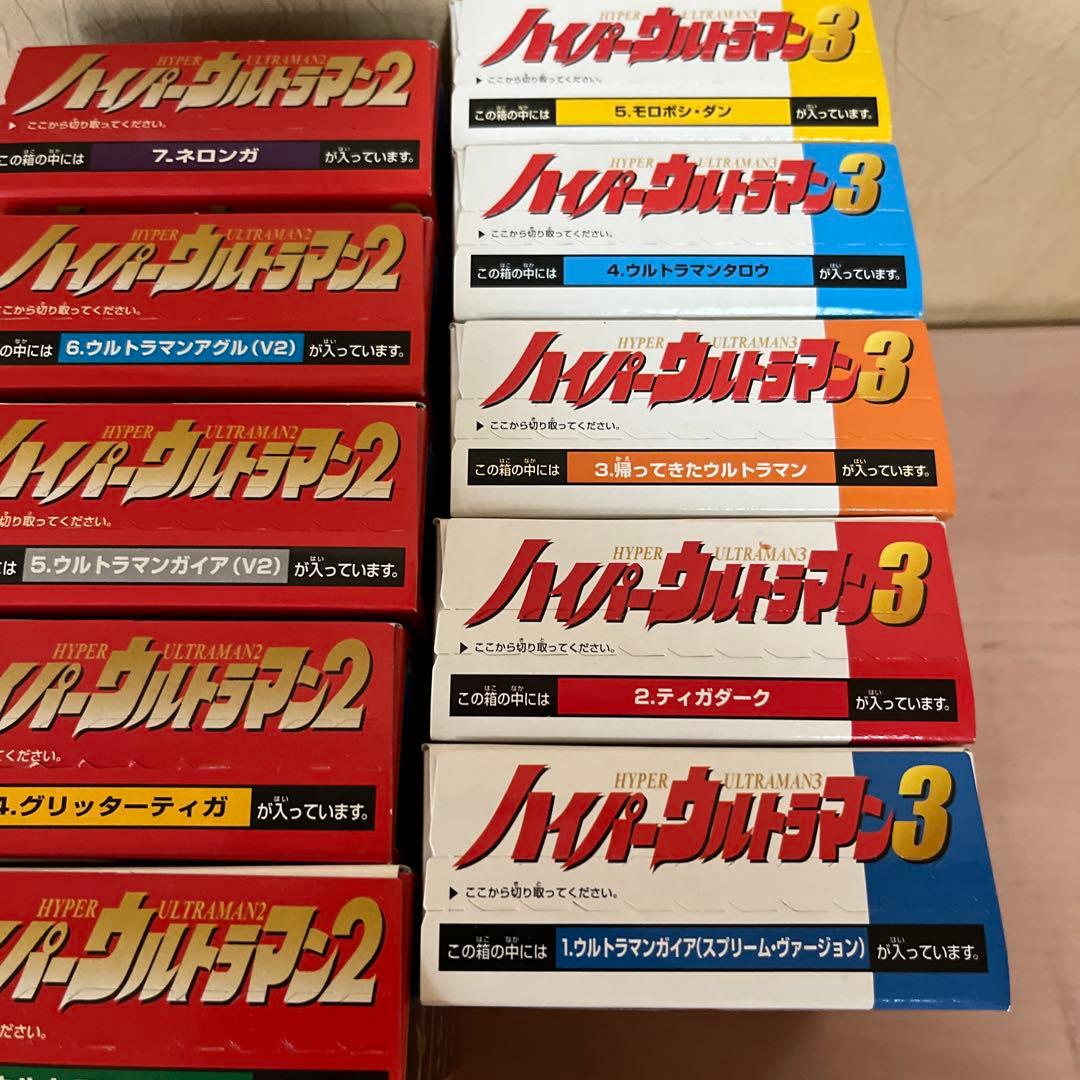 HYPER ULTRAMAN2
ハイパーウルトラマン2
▶ ここから切り取ってください。
この箱の中には 7.ネロンガ が入っています。
HYPER ULTRAMAN2
ハイパーウルトラマン2
ここから切り取ってください。
の中には 6.ウルトラマンアグル(V2) が入っています。
HYPER ULTRAMAN2
ハイパーウルトラマン2
切り取ってください。
には 5.ウルトラマンガイア(V2) が入っています。
HYPER ULTRAMAN2
イパーウルトラマン2
てください。
4.グリッターティガ が入っています。
HYPER ULTRAMAN2
パーウルトラマン2
ださい。
HYPER ULTRAMAN3
ハイパーウルトラマン3
▶ ここから切り取ってください。
この箱の中には 5.モロボシ・ダン が入っています。
HYPER ULTRAMAN3
ハイパーウルトラマン3
▶ ここから切り取ってください。
この箱の中には 4.ウルトラマンタロウ が入っています。
HYPER ULTRAMAN3
ハイパーウルトラマン3
▶ ここから切り取ってください。
この箱の中には 3.帰ってきたウルトラマン が入っています。
HYPER ULTRAMAN3
ハイパーウルトラマン3
▶ ここから切り取ってください。
この箱の中には 2.ティガダーク が入っています。
HYPER ULTRAMAN3
ハイパーウルトラマン3
▶ ここから切り取ってください。
この箱の中には 1.ウルトラマンガイア(スプリーム・ヴァージョン) が入っています。